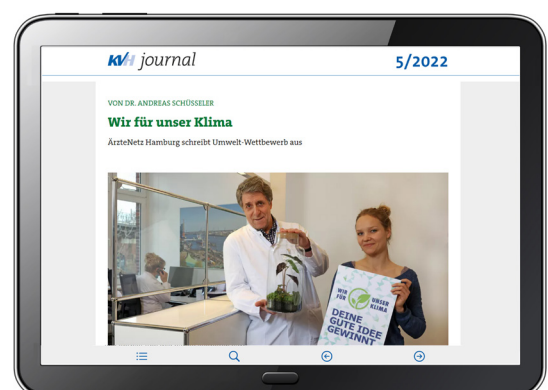 KVH journal
5/2022
VON DR. ANDREAS SCHÜSSELER
Wir für unser Klima
ÄrzteNetz Hamburg schreibt Umwelt-Wettbewerb aus
WIR FÜR UNSER KLIMA
DEINE
GUTE IDEE
GEWINNT